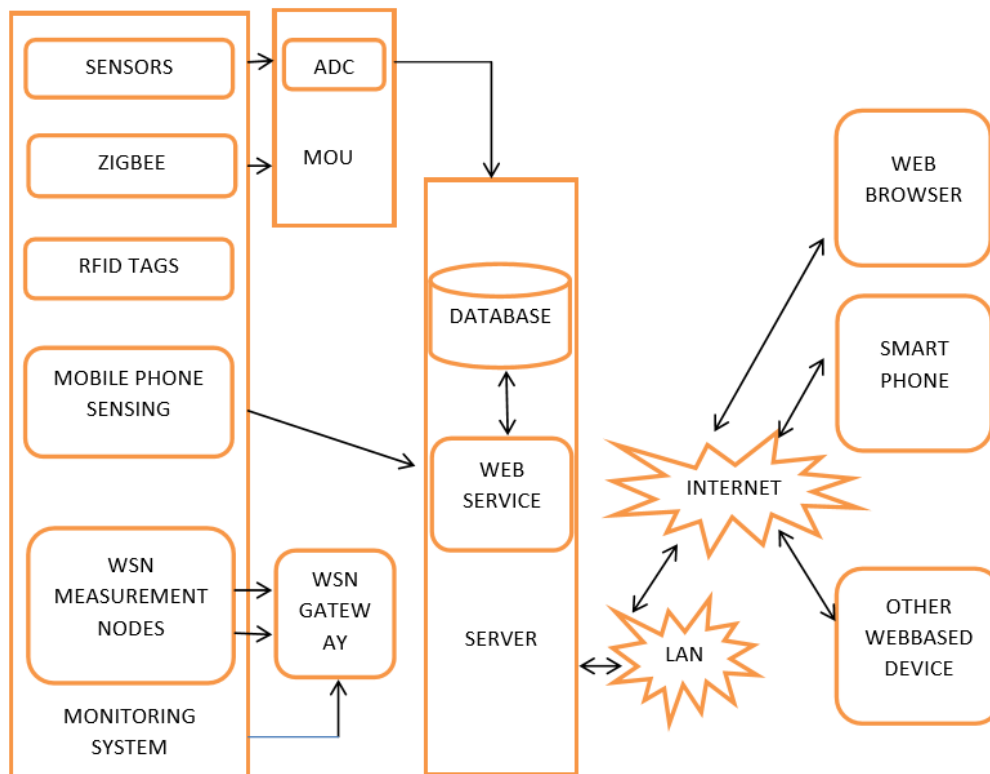 SENSORS
ZIGBEE
RFID TAGS
MOBILE PHONE
SENSING
WSN
MEASUREMENT
NODES
MONITORING
SYSTEM
ADC
MOU
WSN
GATEW
AY
DATABASE
WEB
SERVICE
SERVER
INTERNET
LAN
WEB
BROWSER
SMART
PHONE
OTHER
WEBBASED
DEVICE